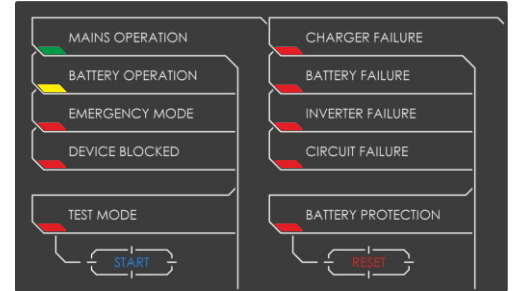 MAINS OPERATION
BATTERY OPERATION
EMERGENCY MODE
DEVICE BLOCKED
TEST MODE
START
CHARGER FAILURE
BATTERY FAILURE
INVERTER FAILURE
CIRCUIT FAILURE
BATTERY PROTECTION
RESET